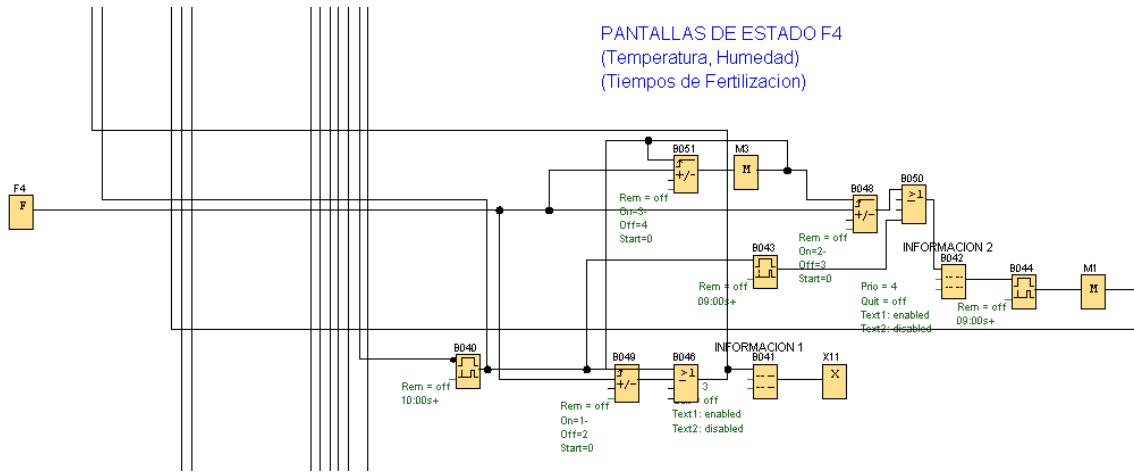 PANTALLAS DE ESTADO F4
(Temperatura, Humedad)
(Tiempos de Fertilizacion)
B051
+/-
Rem = off
On=3-
Off=4
Start=0
M3
M
F4
F
B048
+/-
Rem = off
On=2-
Off=3
Start=0
B050
≥1
B043
Rem = off
09:00s+
INFORMACION 2
B042
Prio = 4
Quit = off
Text1: enabled
Text2: disabled
B044
Rem = off
09:00s+
M1
M
B040
Rem = off
10:00s+
B049
+/-
Rem = off
On=1-
Off=2
Start=0
B046
≥1
3
off
Text1: enabled
Text2: disabled
INFORMACION 1
B041
X11
X